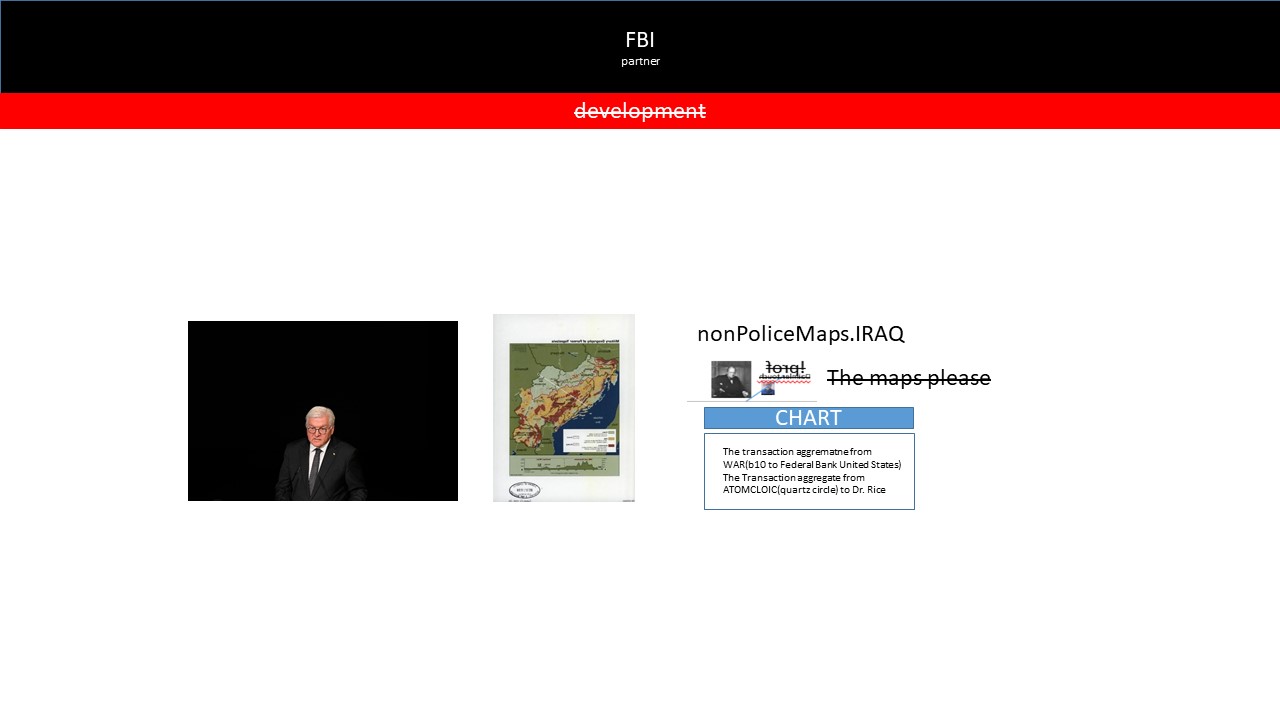 FBI
partner
development
nonPoliceMaps.IRAQ
The maps please
CHART
The transaction aggrematne from
WAR(b10 to Federal Bank United States)
The Transaction aggregate from
ATOMCLOIC(quartz circle) to Dr. Rice